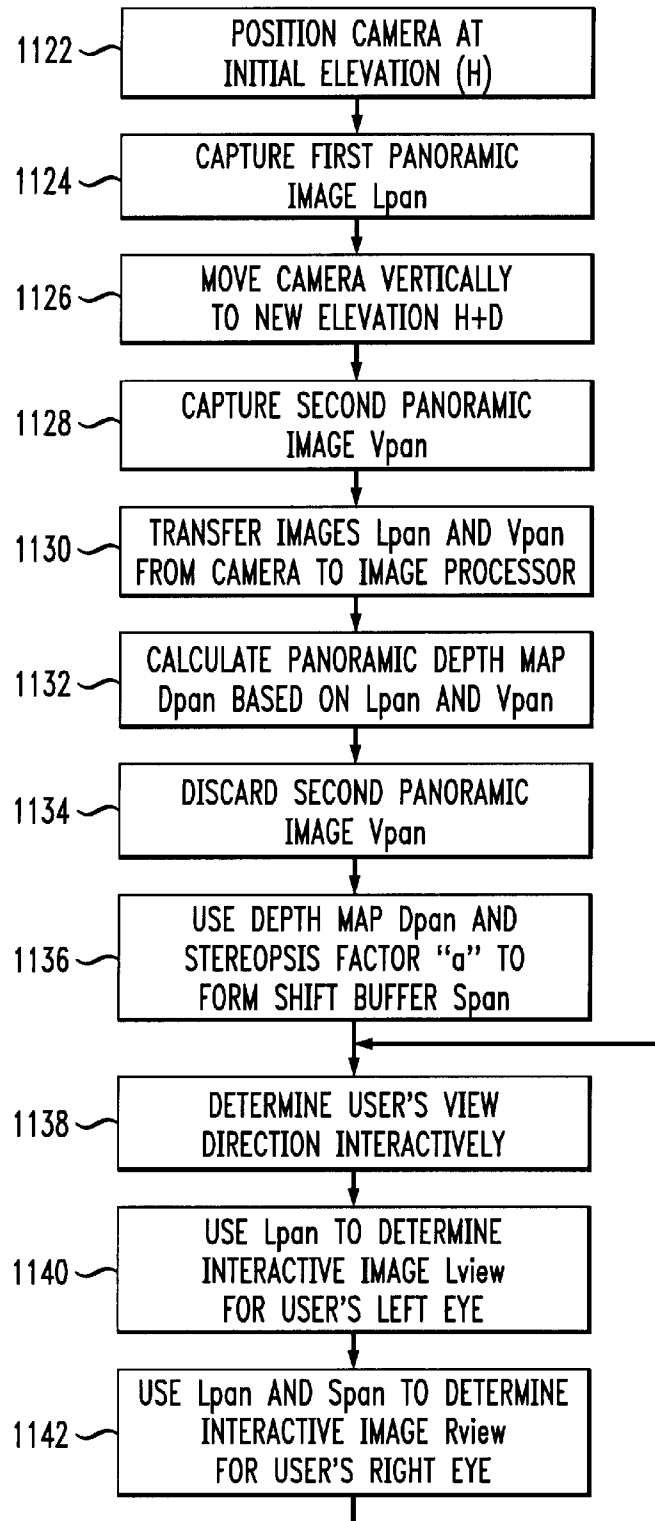 1122
POSITION CAMERA AT
INITIAL ELEVATION (H)
1124
CAPTURE FIRST PANORAMIC
IMAGE Lpan
1126
MOVE CAMERA VERTICALLY
TO NEW ELEVATION H+D
1128
CAPTURE SECOND PANORAMIC
IMAGE Vpan
1130
TRANSFER IMAGES Lpan AND Vpan
FROM CAMERA TO IMAGE PROCESSOR
1132
CALCULATE PANORAMIC DEPTH MAP
Dpan BASED ON Lpan AND Vpan
1134
DISCARD SECOND PANORAMIC
IMAGE Vpan
1136
USE DEPTH MAP Dpan AND
STEREOPSIS FACTOR “a” TO
FORM SHIFT BUFFER Span
1138
DETERMINE USER'S VIEW
DIRECTION INTERACTIVELY
1140
USE Lpan TO DETERMINE
INTERACTIVE IMAGE Lview
FOR USER'S LEFT EYE
1142
USE Lpan AND Span TO DETERMINE
INTERACTIVE IMAGE Rview
FOR USER'S RIGHT EYE